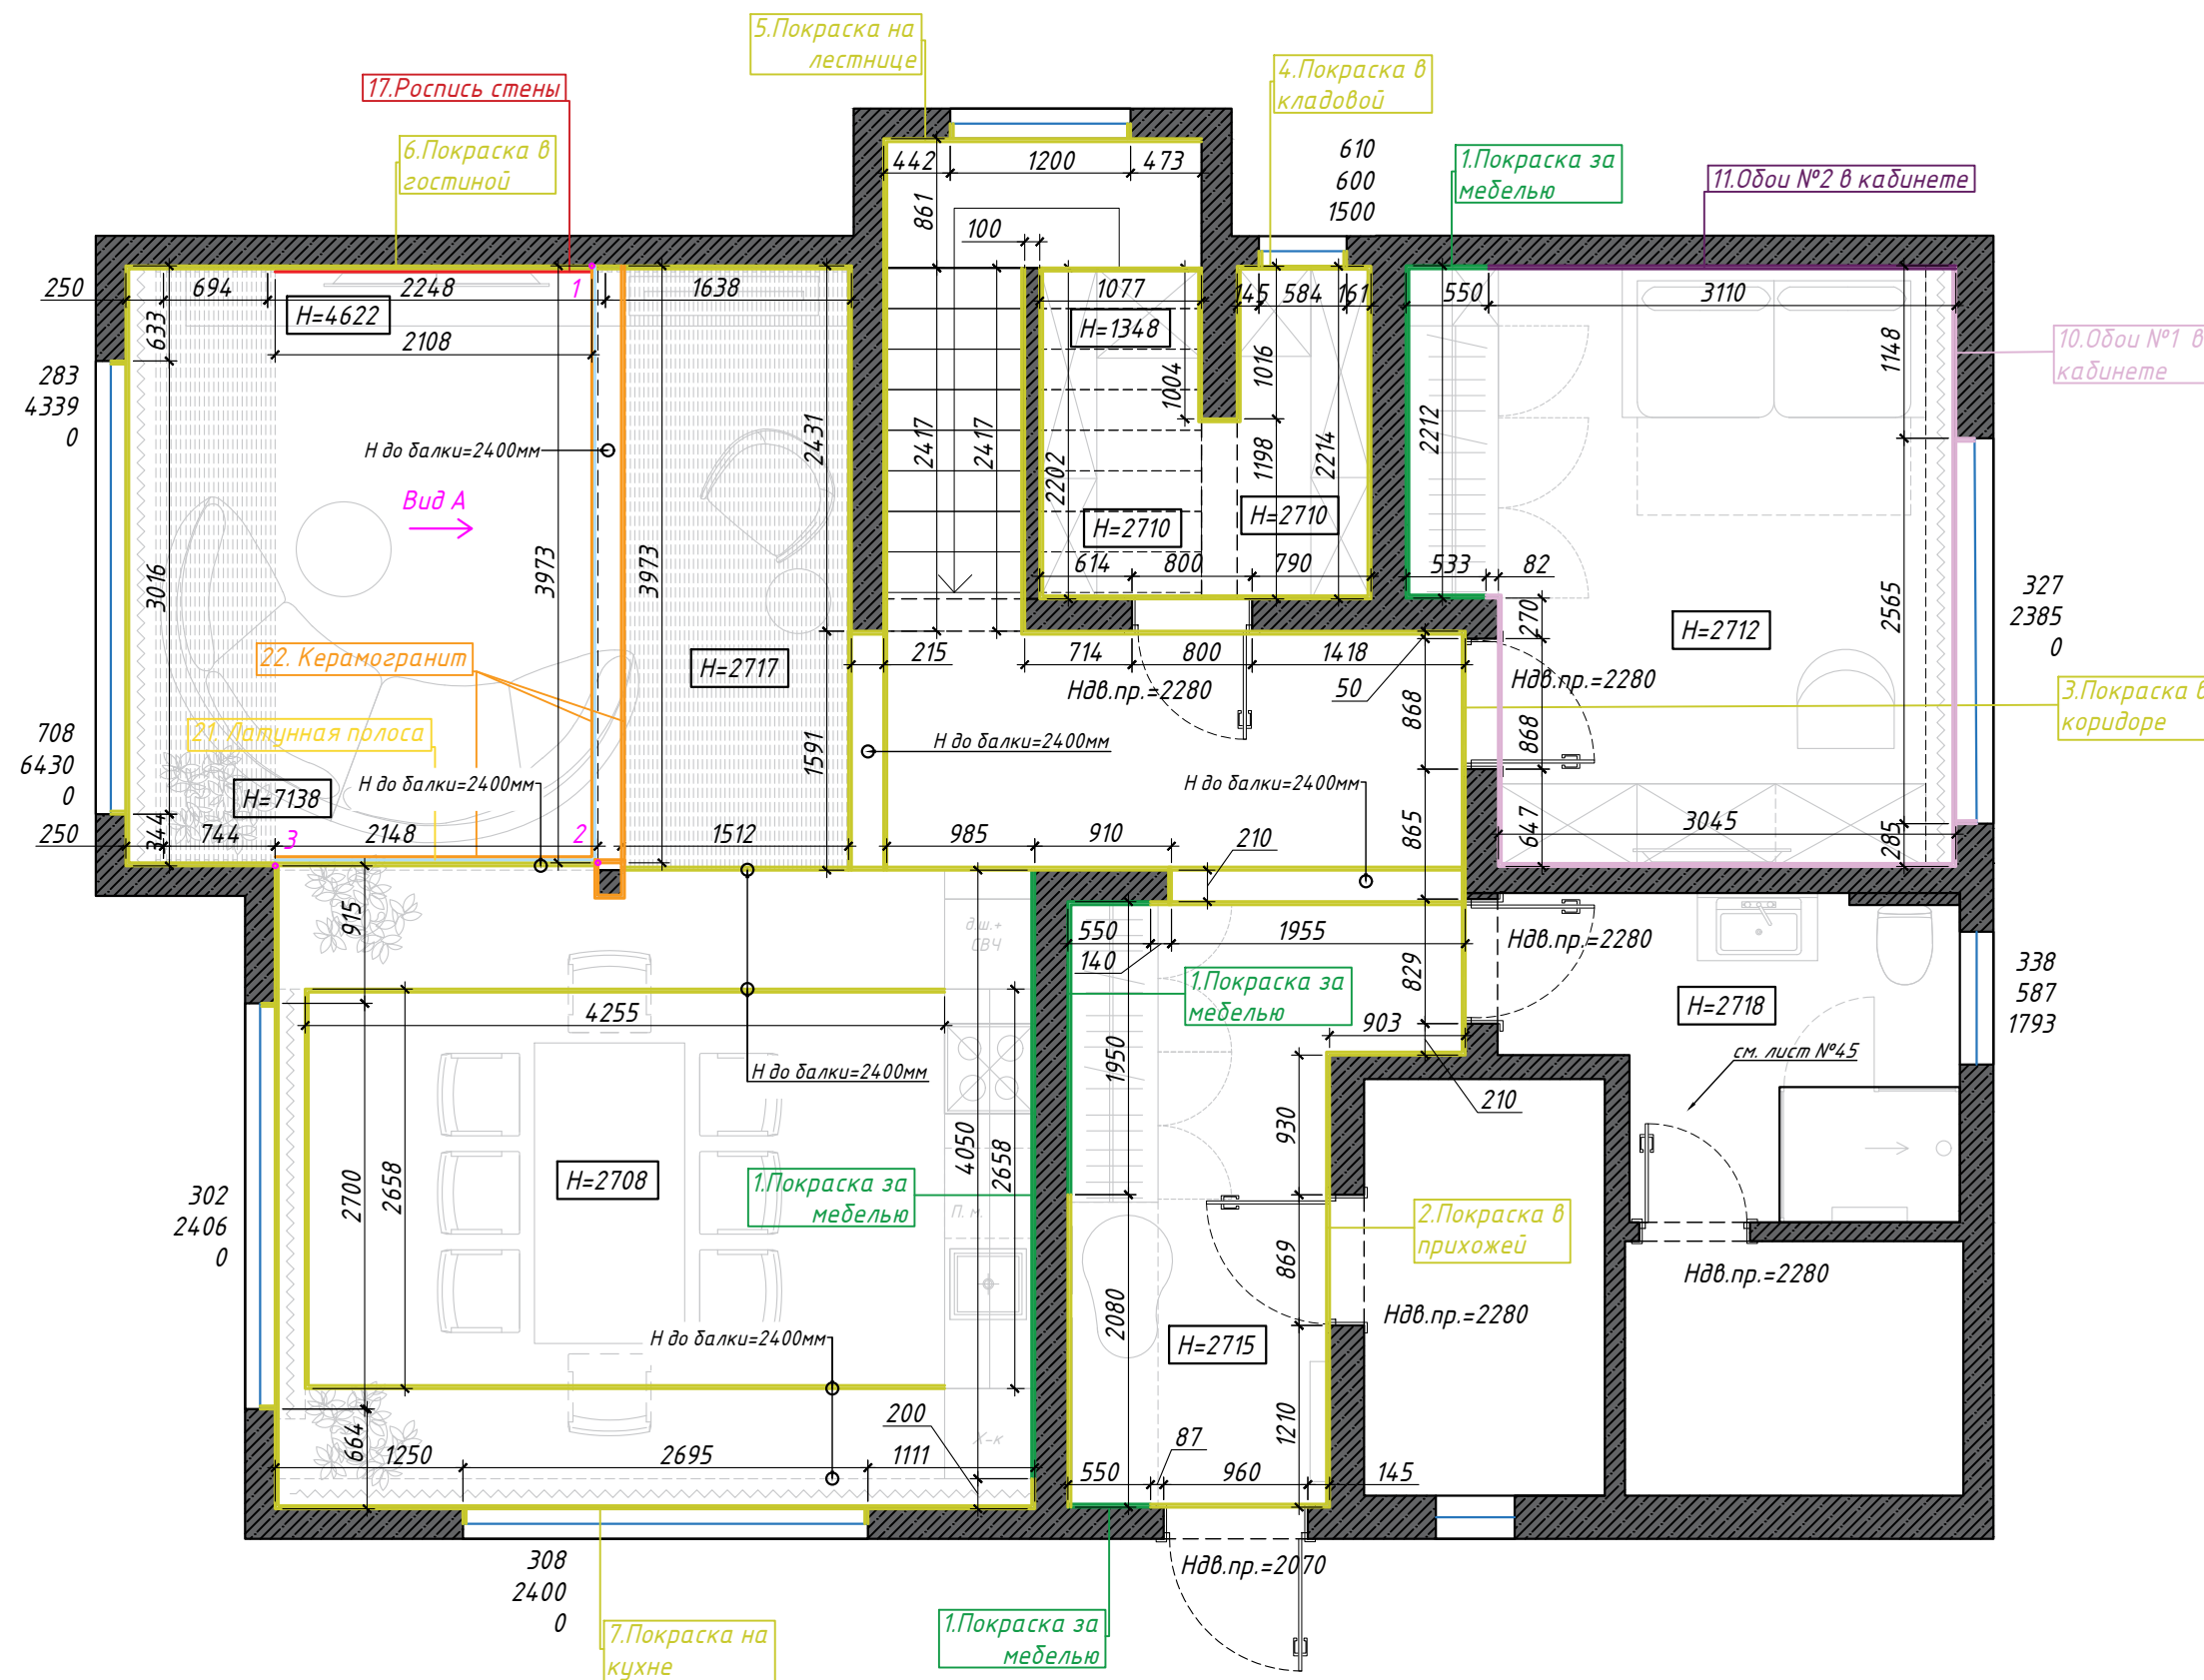 5.Покраска на
лестнице
17.Роспись стены
4.Покраска в
кладовой
6.Покраска в
гостиной
610
600
1500
1.Покраска за
мебелью
11.Обои №2 в кабинете
442
1200
473
861
100
250
694
2248
1
1638
1077
145
584
161
550
3110
H=4622
633
2108
H=1348
1016
1004
1148
10.Обои №1 в
кабинете
283
4339
0
H до балки=2400мм
2431
2417
2417
2202
1198
2214
2212
Вид А
3016
3973
3973
H=2710
H=2710
614
800
790
533
82
270
327
2385
0
2565
H=2712
22. Керамогранит
H=2717
215
714
800
1418
Hдв.пр.=2280
50
868
Hдв.пр.=2280
868
3.Покраска в
коридоре
21. Латунная полоса
708
6430
0
1591
H до балки=2400мм
H=7138
H до балки=2400мм
H до балки=2400мм
250
344
744
3
2148
2
1512
985
910
210
865
647
3045
285
915
д.ш.+
СВЧ
550
1955
140
Hдв.пр.=2280
829
338
587
1793
H=2718
1.Покраска за
мебелью
4255
903
см. лист №45
H до балки=2400мм
1950
930
210
2700
2658
4050
2658
H=2708
1.Покраска за
мебелью
П. м.
302
2406
0
2.Покраска в
прихожей
869
Hдв.пр.=2280
Hдв.пр.=2280
2080
H до балки=2400мм
H=2715
664
200
1210
1250
2695
1111
Х-к
87
550
960
145
308
2400
0
Hдв.пр.=2070
7.Покраска на
кухне
1.Покраска за
мебелью